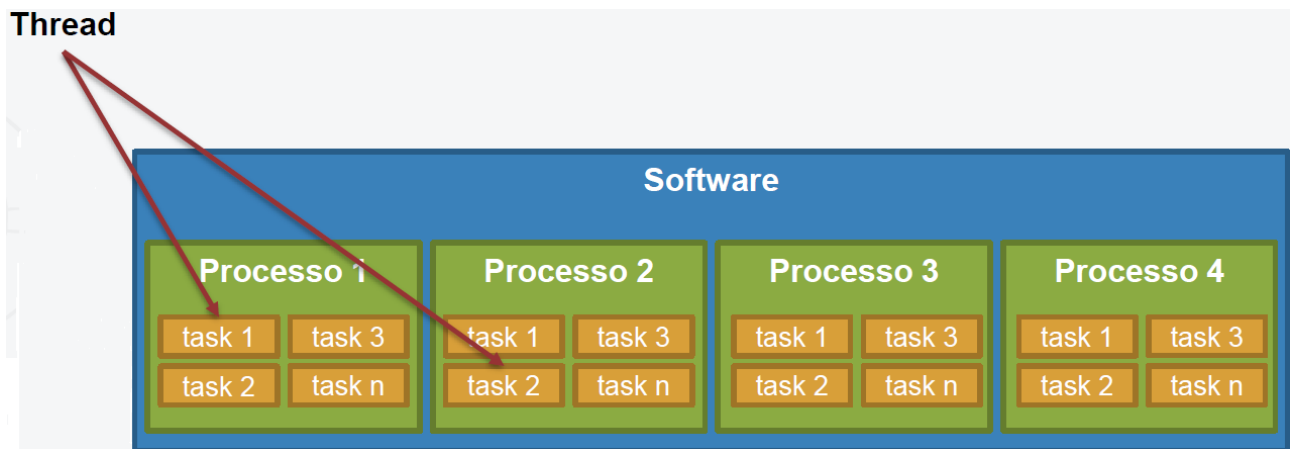 Thread
Software
Processo 1
Processo 2
Processo 3
Processo 4
task 1
task 3
task 1
task 3
task 1
task 3
task 1
task 3
task 2
task n
task 2
task n
task 2
task n
task 2
task n